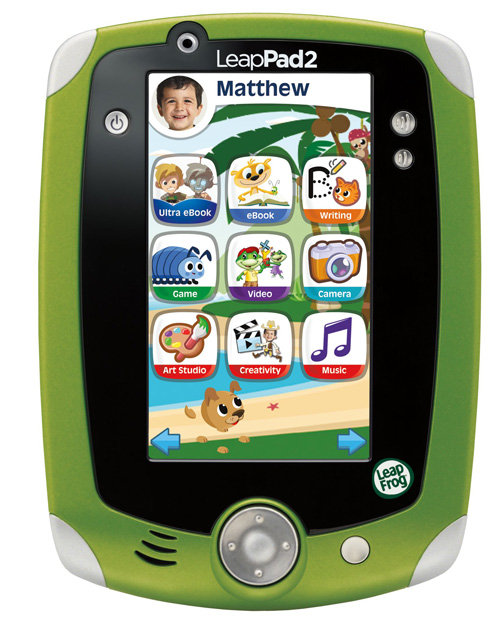 LeapPad2
Matthew
Ultra eBook
eBook
B
Writing
Game
Video
Camera
Art Studio
Creativity
Music
Leap
Frog